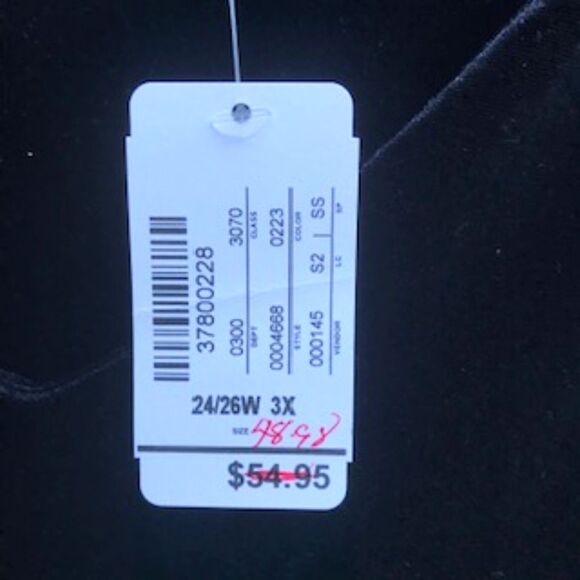 37800228
0300 3070
DEPT CLASS
0004668 0223
STYLE COLOR
000145 S2 SS
VENDOR LC SP
24/26W 3X
SIZE 48.98
$54.95